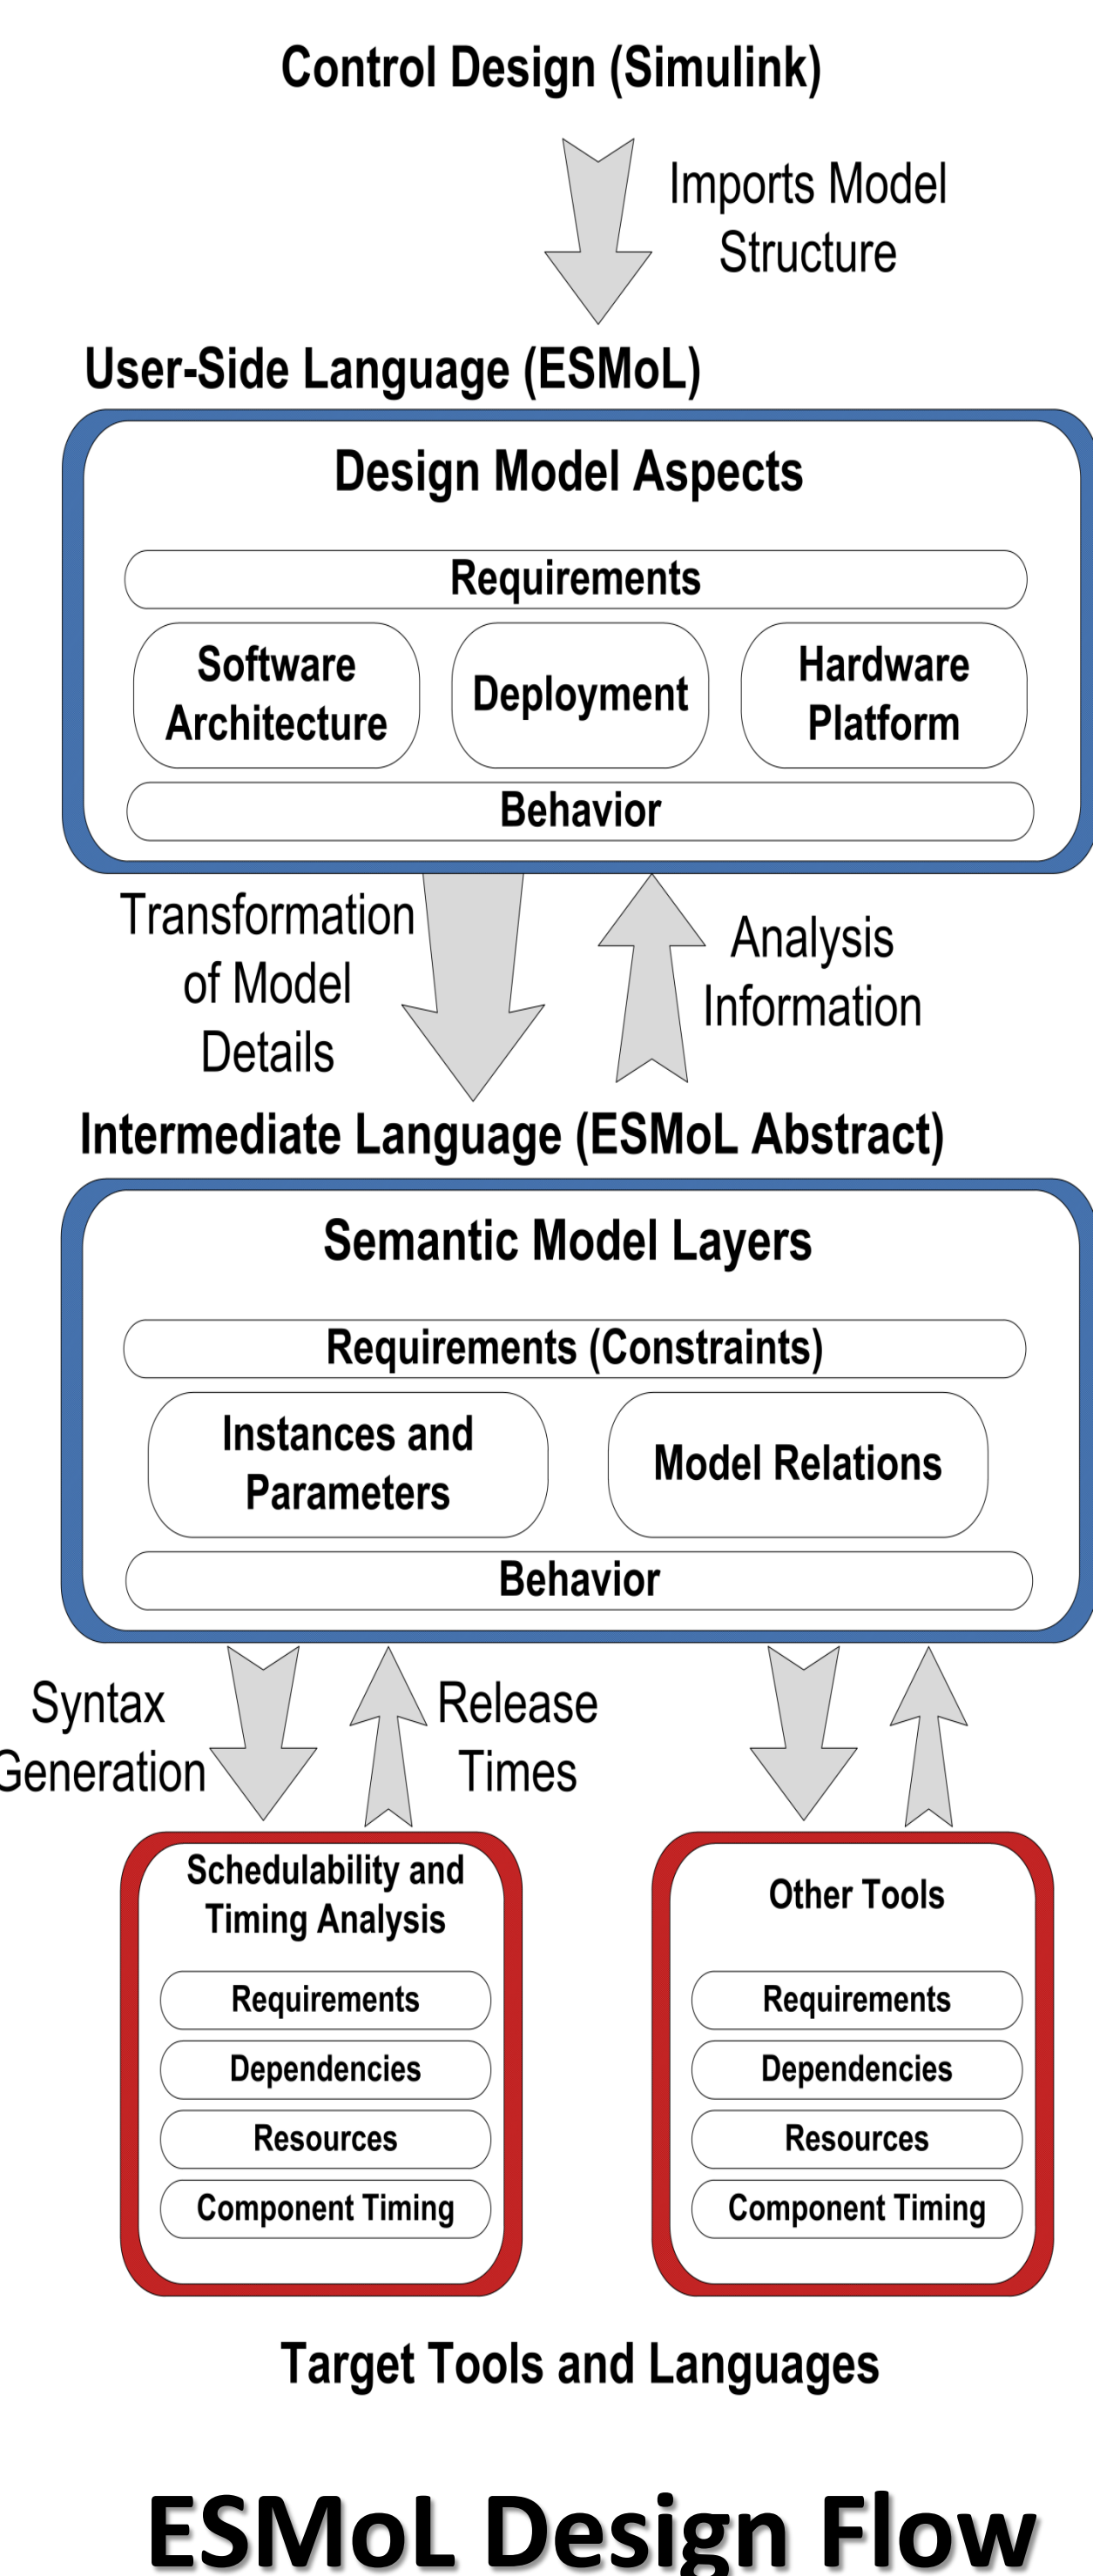 Control Design (Simulink)
Imports Model
Structure
User-Side Language (ESMoL)
Design Model Aspects
Requirements
Software
Architecture
Deployment
Hardware
Platform
Behavior
Transformation
of Model
Details
Analysis
Information
Intermediate Language (ESMoL Abstract)
Semantic Model Layers
Requirements (Constraints)
Instances and
Parameters
Model Relations
Behavior
Syntax
Generation
Release
Times
Schedulability and
Timing Analysis
Requirements
Dependencies
Resources
Component Timing
Other Tools
Requirements
Dependencies
Resources
Component Timing
Target Tools and Languages
ESMoL Design Flow